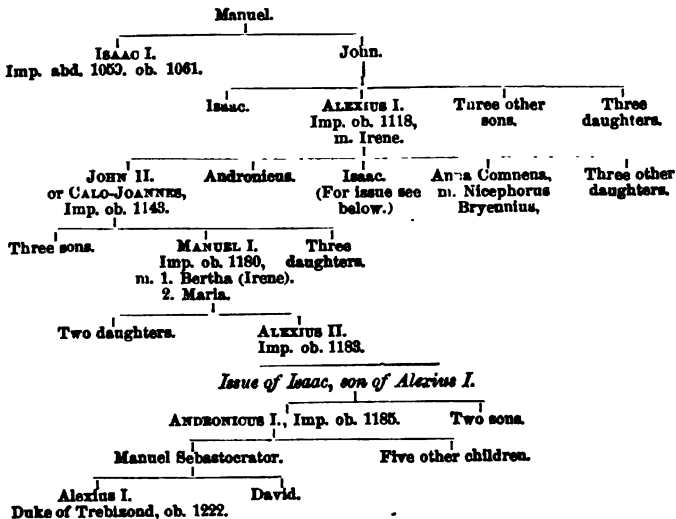 Manuel.
ISAAC I. John.
Imp. abd. 1059. ob. 1061.
Isaac. ALEXIUS I. Three other Three
Imp. ob. 1118, sons. daughters.
m. Irene.
JOHN II. Andronicus. Isaac. Anna Comnena, Three other
or CALO-JOANNES, (For issue see m. Nicephorus daughters.
Imp. ob. 1143. below.) Bryennius,
Three sons. MANUEL I. Three
Imp. ob. 1180, daughters.
m. 1. Bertha (Irene).
2. Maria.
Two daughters. ALEXIUS II.
Imp. ob. 1183.
Issue of Isaac, son of Alexius I.
ANDRONICUS I., Imp. ob. 1185. Two sons.
Manuel Sebastocrator. Five other children.
Alexius I. David.
Duke of Trebizond, ob. 1222.